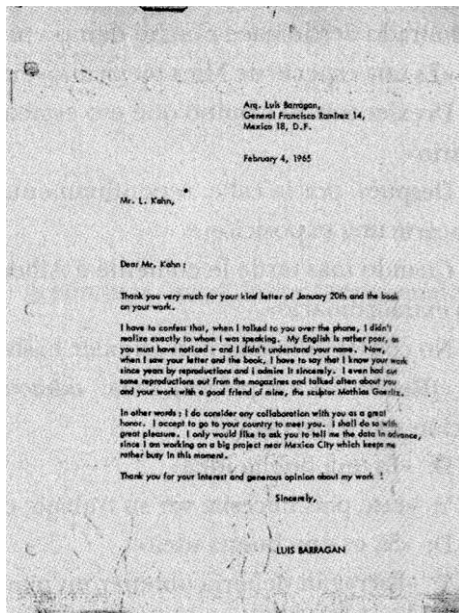 Arq. Luis Barragan,
General Francisco Ramirez 14,
Mexico 18, D.F.
February 4, 1965
Mr. L. Kahn,
Dear Mr. Kahn:
Thank you very much for your kind letter of January 20th and the book
on your work.
I have to confess that, when I talked to you over the phone, I didn't
realize exactly to whom I was speaking. My English is rather poor, as
you must have noticed - and I didn't understand your name. Now,
when I saw your letter and the book, I have to say that I know your work
since years by reproductions and I admire it sincerely. I even had cut
some reproductions out from the magazines and talked often about you
and your work with a good friend of mine, the sculptor Mathias
In other words: I do consider any collaboration with you as a great
honor. I accept to go to your country to meet you. I shall do so with
great pleasure. I only would like to ask you to tell me the data in advance,
since I am working on a big project near Mexico City which keeps me
rather busy in this moment.
Thank you for your interest and generous opinion about my work !
Sincerely,
LUIS BARRAGAN